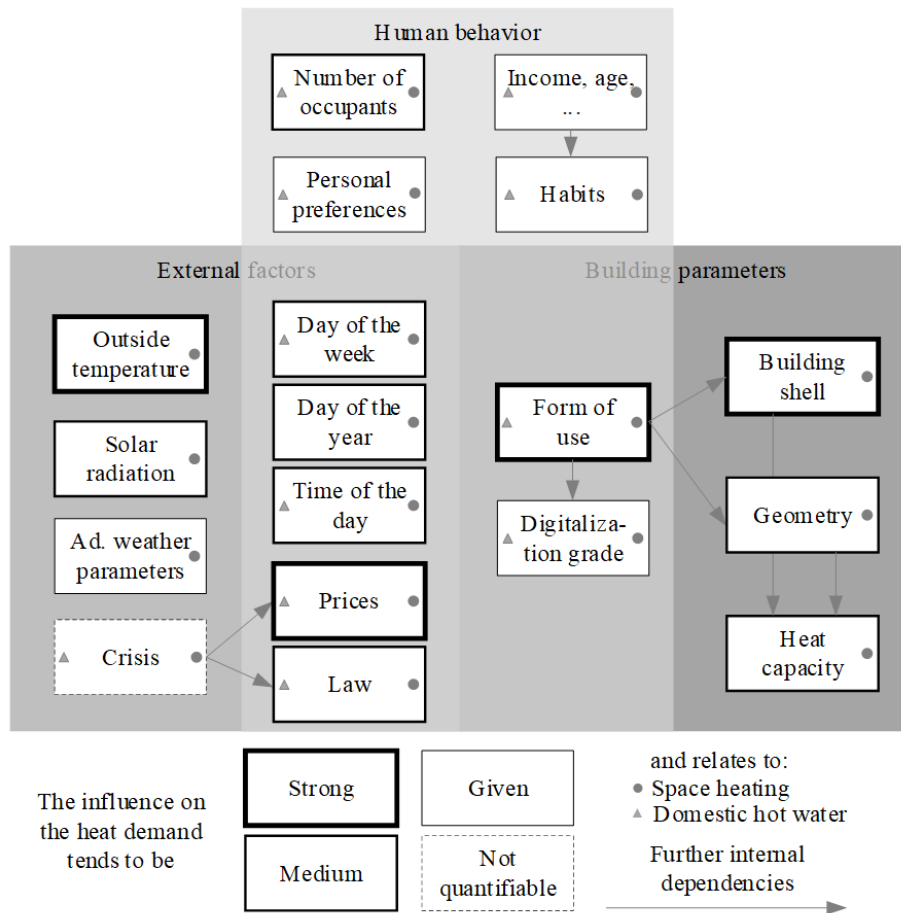 Human behavior
Number of
occupants
Income, age,
...
Personal
preferences
Habits
External factors
Building parameters
Outside
temperature
Day of the
week
Building
shell
Form of
use
Day of the
year
Solar
radiation
Time of the
day
Geometry
Digitaliza-
tion grade
Ad. weather
parameters
Prices
Crisis
Law
Heat
capacity
The influence on
the heat demand
tends to be
Strong
Given
Medium
Not
quantifiable
and relates to:
Space heating
Domestic hot water
Further internal
dependencies